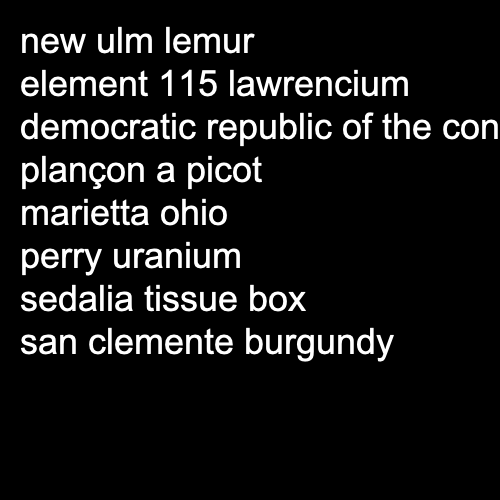 new ulm lemur
element 115 lawrencium
democratic republic of the con
plançon a picot
marietta ohio
perry uranium
sedalia tissue box
san clemente burgundy